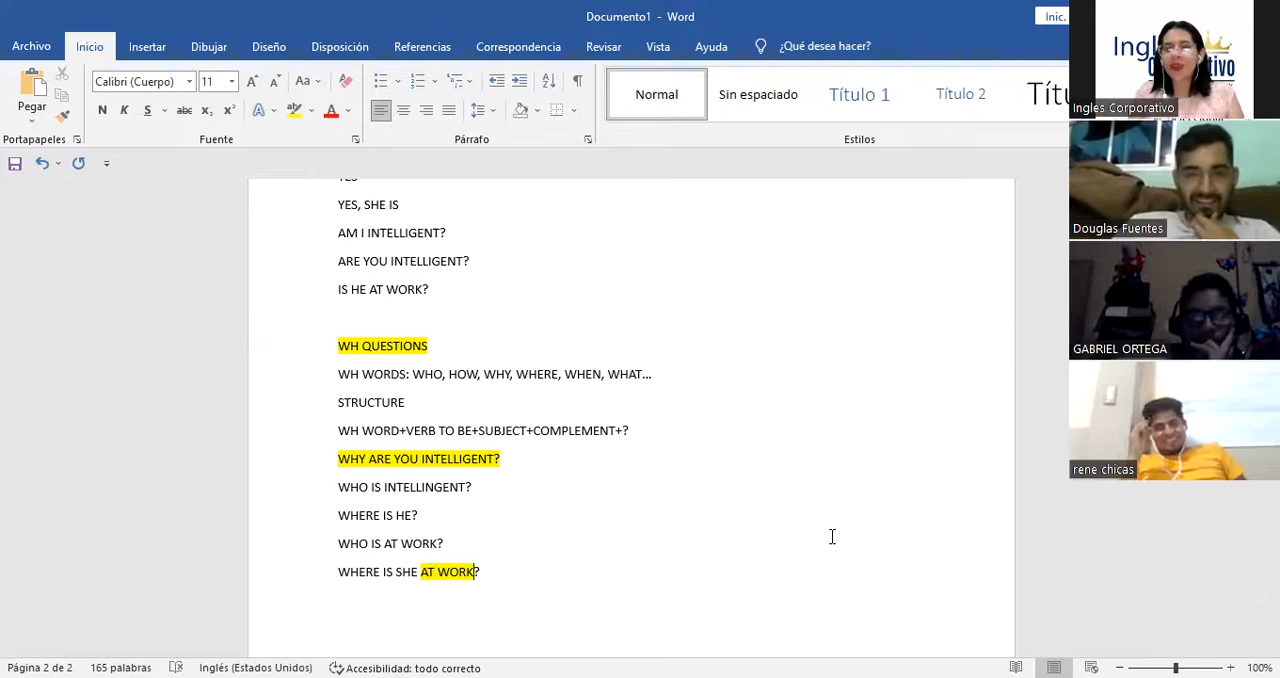 Documento1 - Word
Inic.
Archivo Inicio Insertar Dibujar Diseño Disposición Referencias Correspondencia Revisar Vista Ayuda ¿Qué desea hacer?
Pegar
Calibri (Cuerpo) 11
N K S abc x₂ x²
Normal Sin espaciado Título 1 Título 2
Portapapeles Fuente Párrafo Estilos
YES, SHE IS
AM I INTELLIGENT?
ARE YOU INTELLIGENT?
IS HE AT WORK?
WH QUESTIONS
WH WORDS: WHO, HOW, WHY, WHERE, WHEN, WHAT...
STRUCTURE
WH WORD+VERB TO BE+SUBJECT+COMPLEMENT+?
WHY ARE YOU INTELLIGENT?
WHO IS INTELLINGENT?
WHERE IS HE?
WHO IS AT WORK?
WHERE IS SHE AT WORK?
Ingles Corporativo
Douglas Fuentes
GABRIEL ORTEGA
rene chicas
Página 2 de 2 165 palabras Inglés (Estados Unidos) Accesibilidad: todo correcto 100%